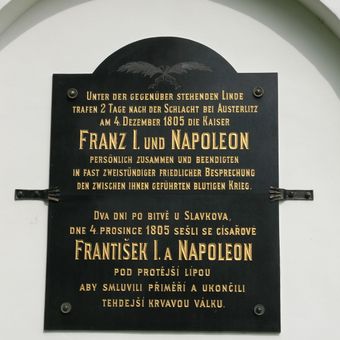 Unter der gegenüber stehenden Linde
trafen 2 Tage nach der Schlacht bei Austerlitz
am 4. Dezember 1805 die Kaiser
Franz I. und Napoleon
persönlich zusammen und beendigten
in fast zweistündiger friedlicher Besprechung
den zwischen ihnen geführten blutigen Krieg.
Dva dni po bitvě u Slavkova,
dne 4. prosince 1805 sešli se císařové
František I. a Napoleon
pod protější lípou
aby smluvili příměří a ukončili
tehdejší krvavou válku.